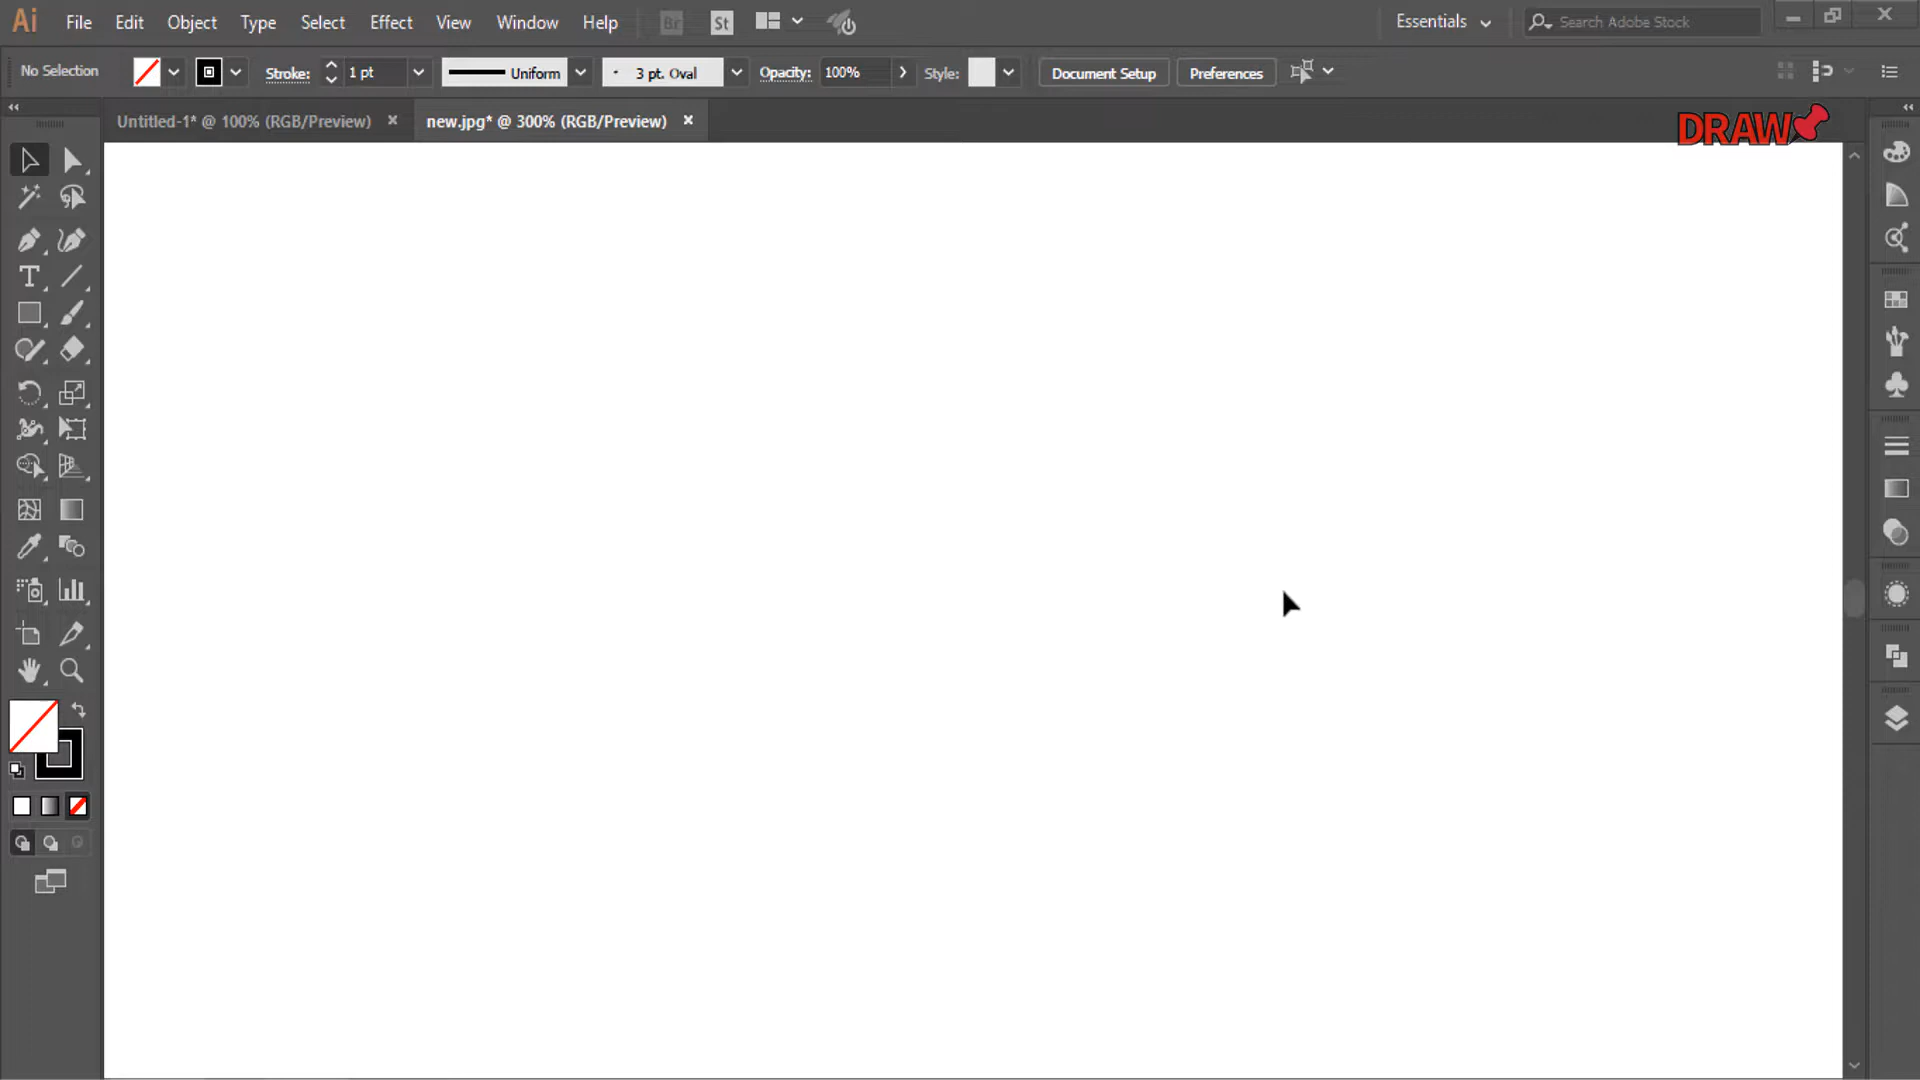 Ai File Edit Object Type Select Effect View Window Help Br St Essentials Search Adobe Stock
No Selection Stroke: 1 pt Uniform 3 pt. Oval Opacity: 100% Style: Document Setup Preferences
Untitled-1* @ 100% (RGB/Preview) × new.jpg* @ 300% (RGB/Preview) ×
DRAW